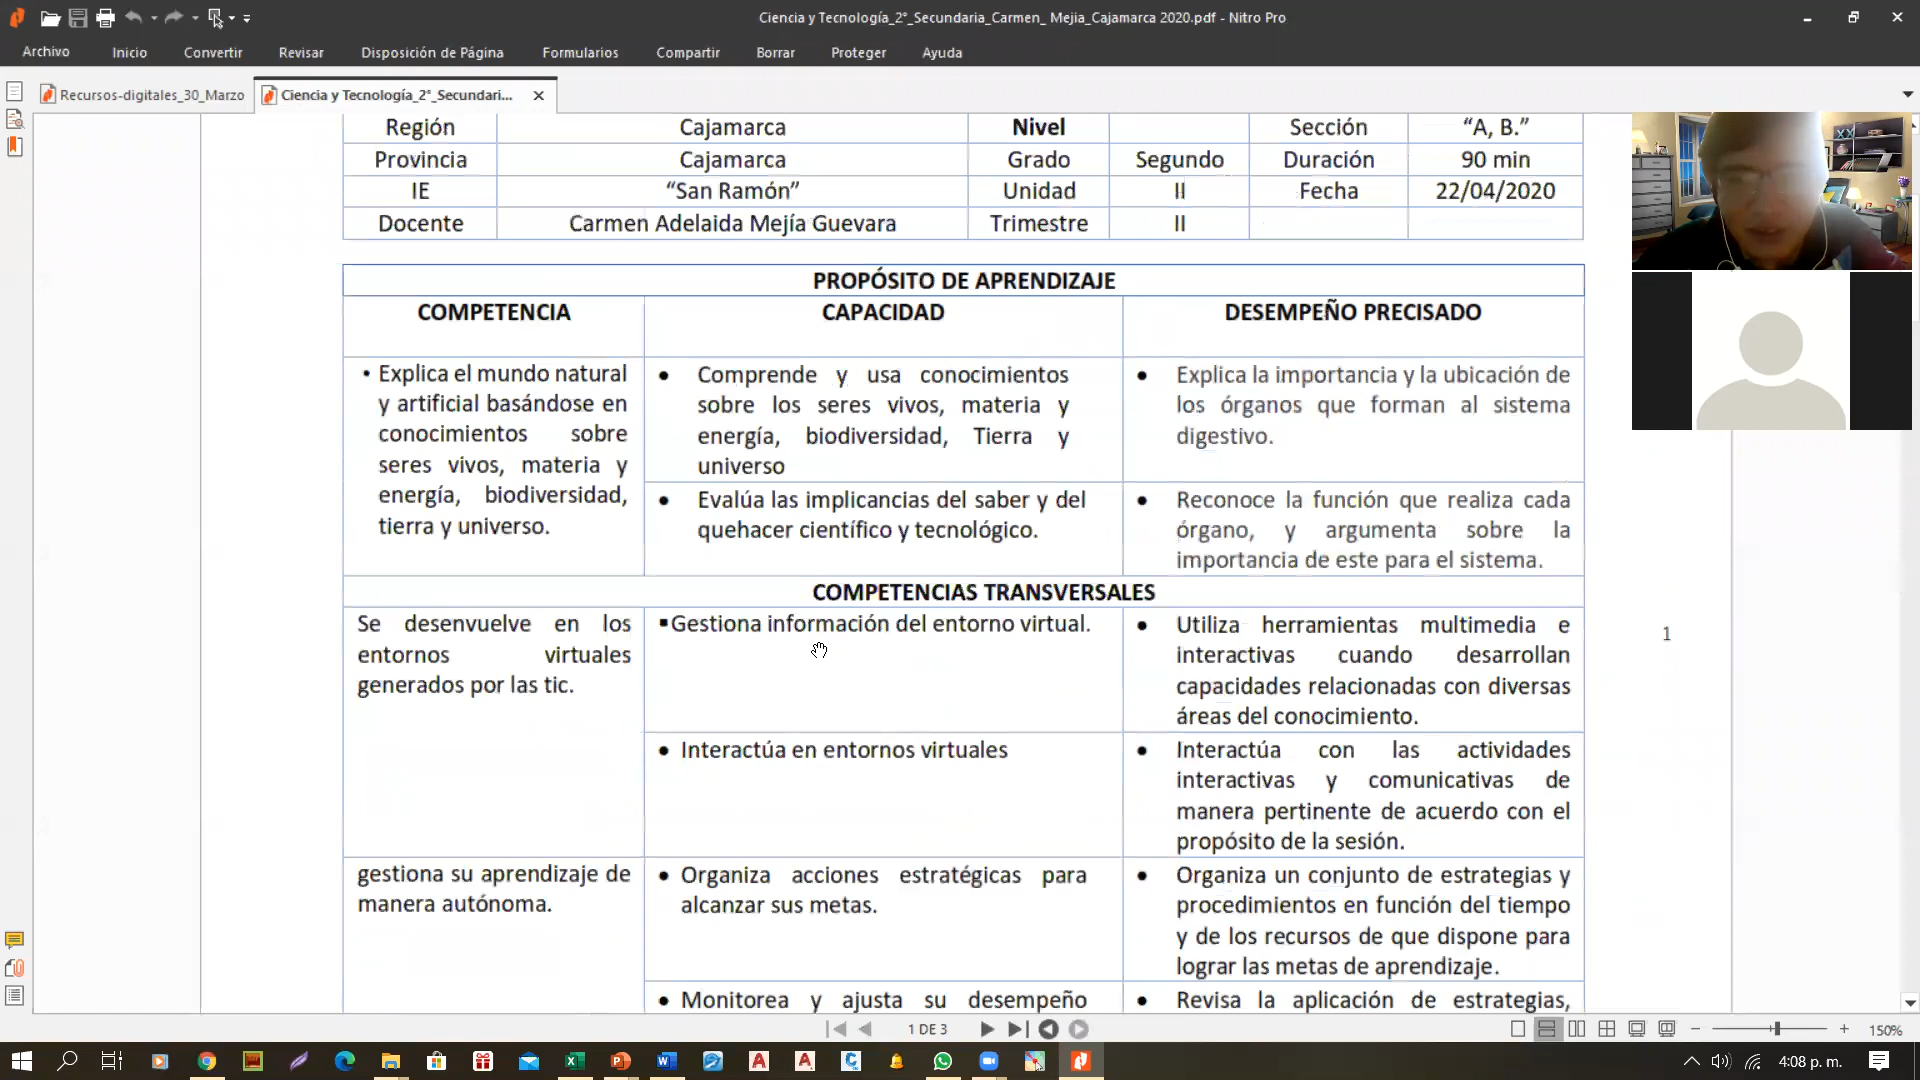 Ciencia y Tecnología_2°_Secundaria_Carmen_ Mejia_Cajamarca 2020.pdf - Nitro Pro
Archivo Inicio Convertir Revisar Disposición de Página Formularios Compartir Borrar Proteger Ayuda
Recursos-digitales_30_Marzo Ciencia y Tecnología_2°_Secundari...
Región Cajamarca Nivel Sección "A, B."
Provincia Cajamarca Grado Segundo Duración 90 min
IE "San Ramón" Unidad II Fecha 22/04/2020
Docente Carmen Adelaida Mejía Guevara Trimestre II
PROPÓSITO DE APRENDIZAJE
COMPETENCIA CAPACIDAD DESEMPEÑO PRECISADO
• Explica el mundo natural
y artificial basándose en
conocimientos sobre
seres vivos, materia y
energía, biodiversidad,
tierra y universo.
• Comprende y usa conocimientos
sobre los seres vivos, materia y
energía, biodiversidad, Tierra y
universo
• Explica la importancia y la ubicación de
los órganos que forman al sistema
digestivo.
• Evalúa las implicancias del saber y del
quehacer científico y tecnológico.
• Reconoce la función que realiza cada
órgano, y argumenta sobre la
importancia de este para el sistema.
COMPETENCIAS TRANSVERSALES
Se desenvuelve en los
entornos virtuales
generados por las tic.
▪Gestiona información del entorno virtual.
• Utiliza herramientas multimedia e
interactivas cuando desarrollan
capacidades relacionadas con diversas
áreas del conocimiento.
• Interactúa en entornos virtuales
• Interactúa con las actividades
interactivas y comunicativas de
manera pertinente de acuerdo con el
propósito de la sesión.
gestiona su aprendizaje de
manera autónoma.
• Organiza acciones estratégicas para
alcanzar sus metas.
• Organiza un conjunto de estrategias y
procedimientos en función del tiempo
y de los recursos de que dispone para
lograr las metas de aprendizaje.
• Monitorea y ajusta su desempeño
• Revisa la aplicación de estrategias,
1
1 DE 3
150%
4:08 p. m.